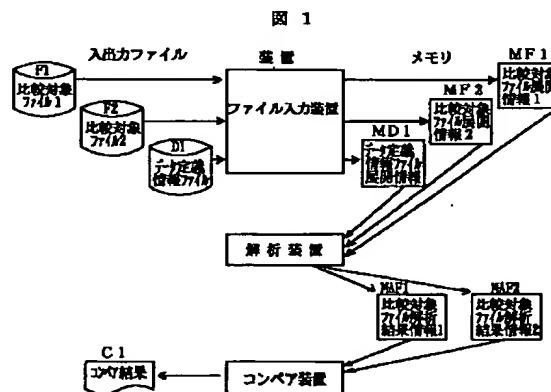 図 1
入出力ファイル
装置
メモリ
MF1
比較対象
ファイル展開
情報1
F1
比較対象
ファイル1
MF2
比較対象
ファイル展開
情報2
F2
比較対象
ファイル2
ファイル入力装置
MD1
データ定義
情報ファイル
展開情報
D1
データ定義
情報ファイル
解析装置
MAF1
比較対象
ファイル解析
結果情報1
MAF2
比較対象
ファイル解析
結果情報2
C1
コンペア結果
コンペア装置